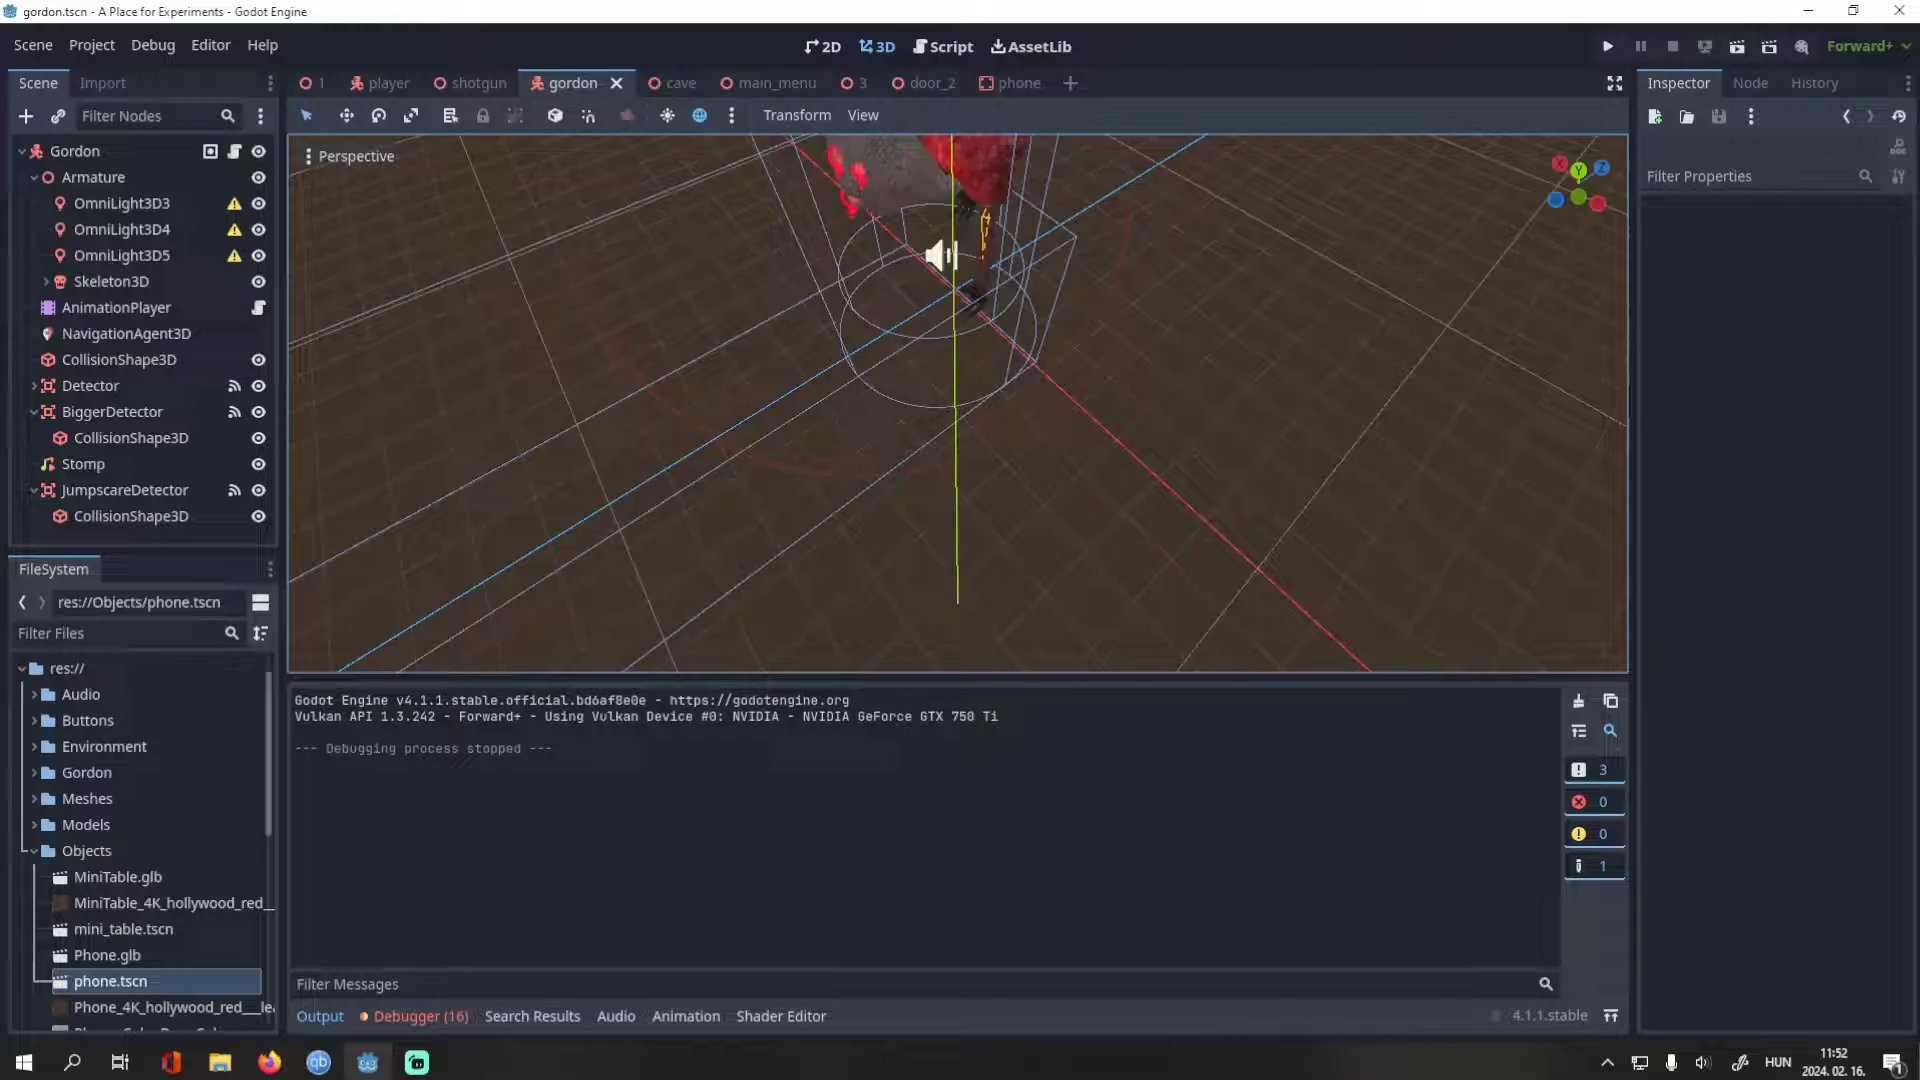 gordon.tscn - A Place for Experiments - Godot Engine
Scene Project Debug Editor Help
2D 3D Script AssetLib
Forward+
Scene Import
1 player shotgun gordon cave main_menu 3 door_2 phone
Inspector Node History
Filter Nodes
Transform View
Perspective
X Y Z
Filter Properties
Gordon
Armature
OmniLight3D3
OmniLight3D4
OmniLight3D5
Skeleton3D
AnimationPlayer
NavigationAgent3D
CollisionShape3D
Detector
BiggerDetector
CollisionShape3D
Stomp
JumpscareDetector
CollisionShape3D
FileSystem
res://Objects/phone.tscn
Filter Files
res://
Audio
Buttons
Environment
Gordon
Meshes
Models
Objects
MiniTable.glb
MiniTable_4K_hollywood_red_
mini_table.tscn
Phone.glb
phone.tscn
Phone_4K_hollywood_red__le
Godot Engine v4.1.1.stable.official.bd6af8e0e - https://godotengine.org
Vulkan API 1.3.242 - Forward+ - Using Vulkan Device #0: NVIDIA - NVIDIA GeForce GTX 750 Ti
--- Debugging process stopped ---
3
0
0
1
Filter Messages
Output Debugger (16) Search Results Audio Animation Shader Editor
4.1.1.stable
HUN
11:52
2024. 02. 16.
1